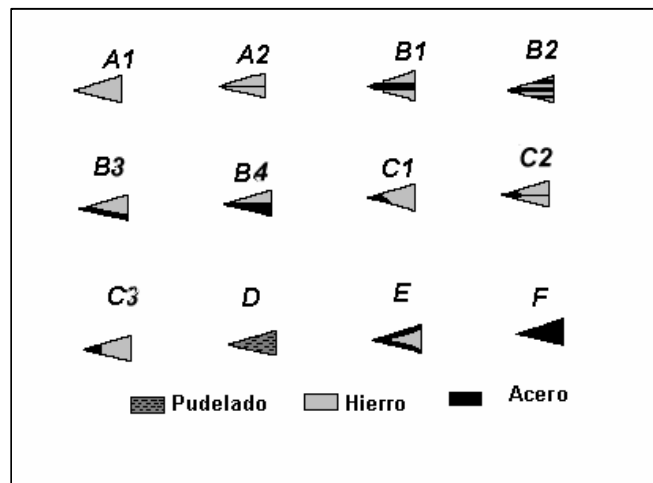 A1 A2 B1 B2
B3 B4 C1 C2
C3 D E F
Pudelado Hierro Acero